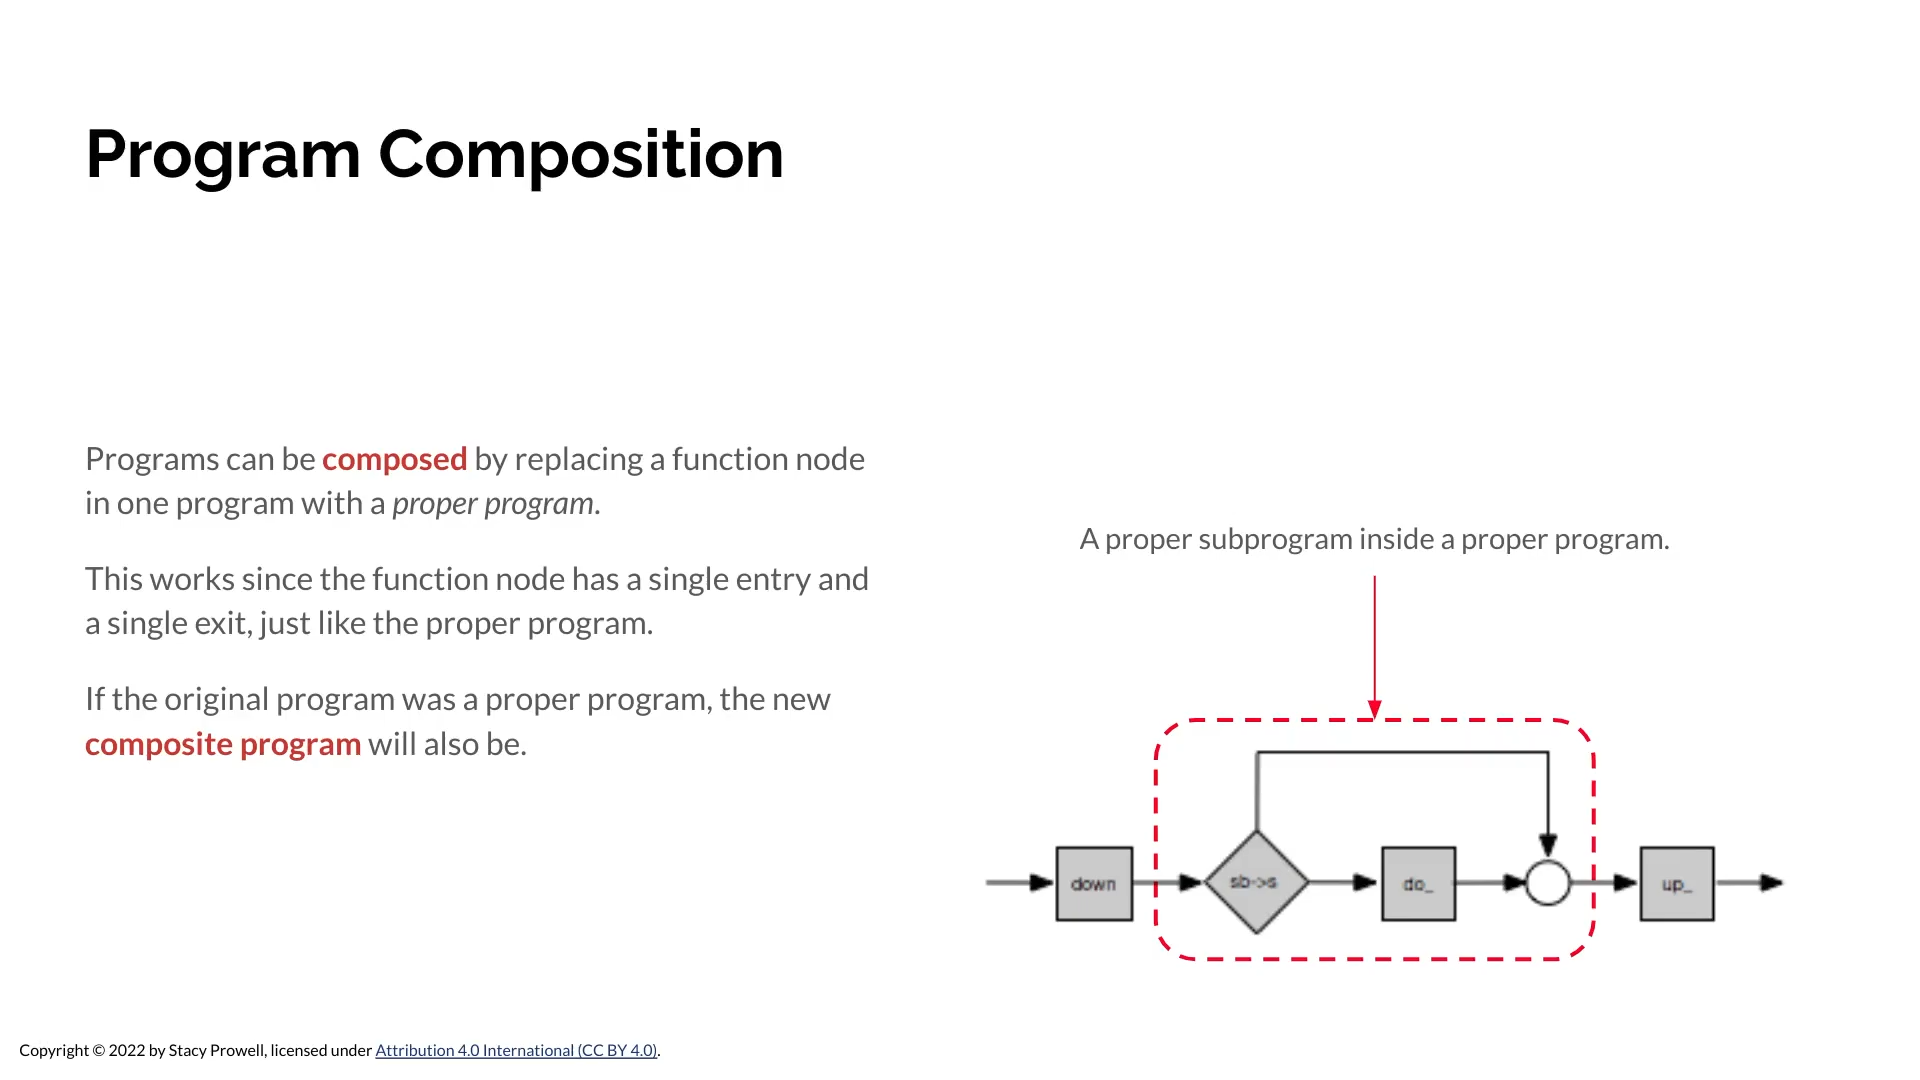 Program Composition
Programs can be composed by replacing a function node
in one program with a proper program.
This works since the function node has a single entry and
a single exit, just like the proper program.
If the original program was a proper program, the new
composite program will also be.
A proper subprogram inside a proper program.
down
sb->s
do_
up_
Copyright © 2022 by Stacy Prowell, licensed under Attribution 4.0 International (CC BY 4.0).